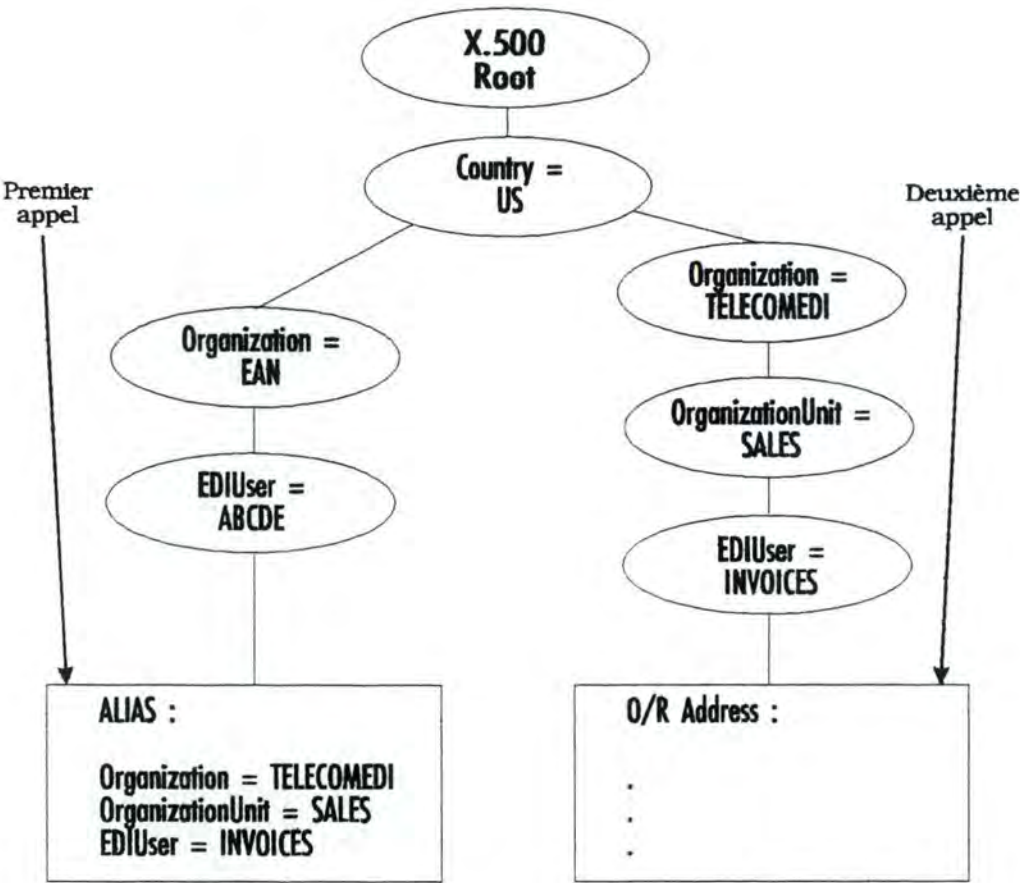 X.500
Root
Country =
US
Premier
appel
Deuxième
appel
Organization =
TELECOMEDI
Organization =
EAN
OrganizationUnit =
SALES
EDIUser =
ABCDE
EDIUser =
INVOICES
ALIAS :
Organization = TELECOMEDI
OrganizationUnit = SALES
EDIUser = INVOICES
O/R Address :
.
.
.